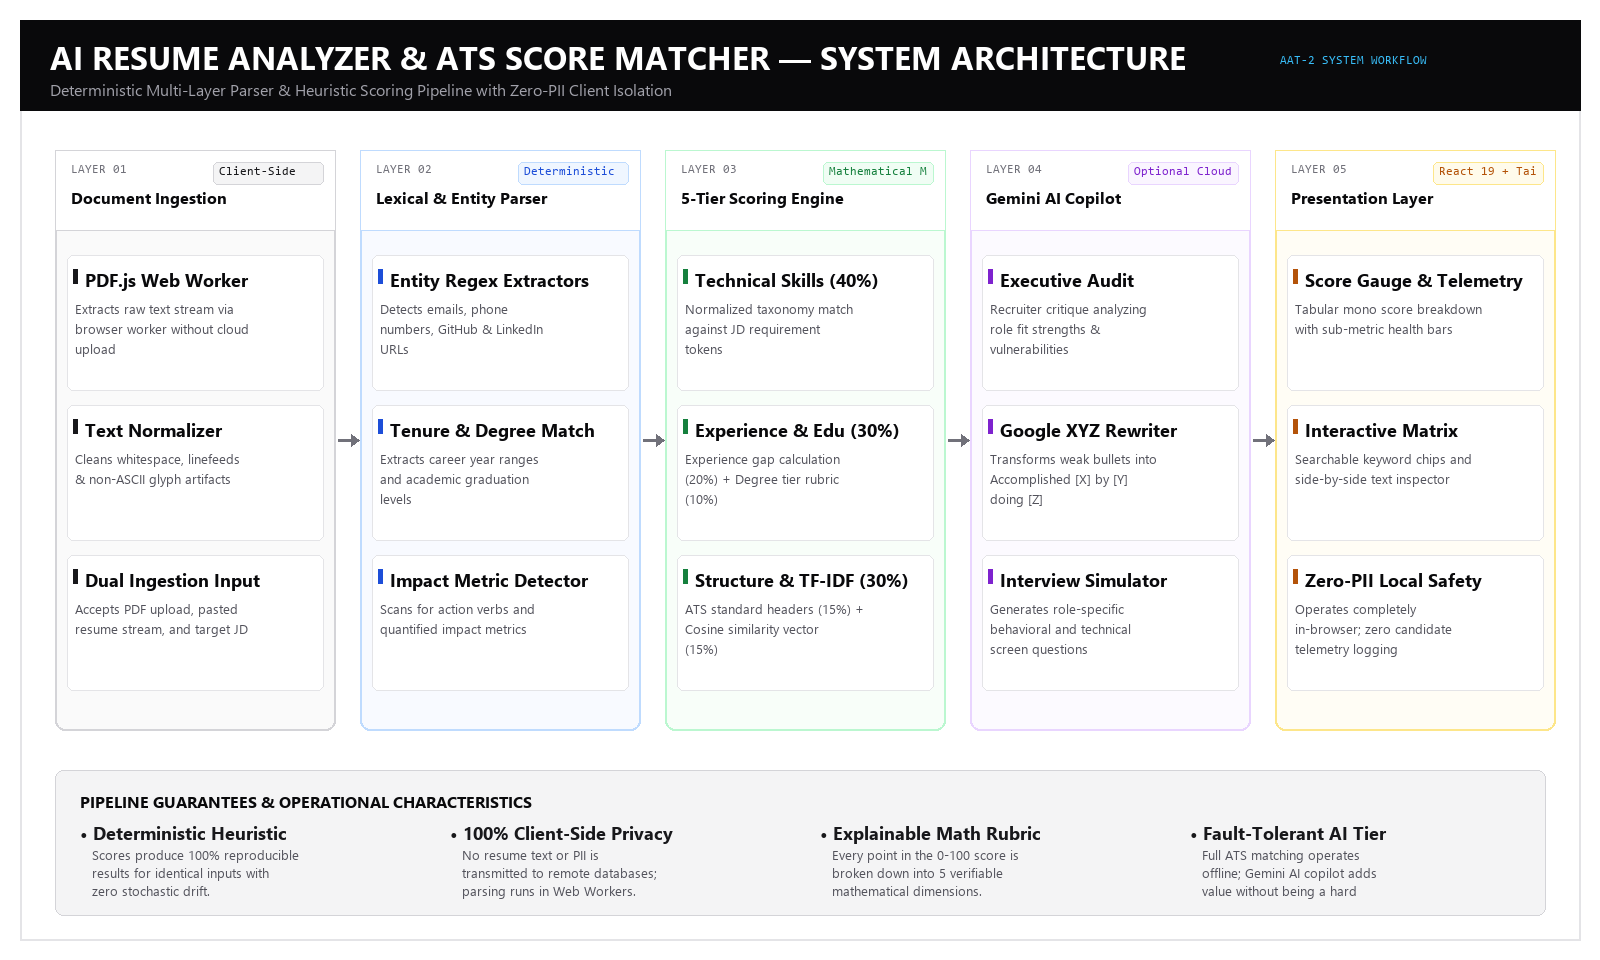 AI RESUME ANALYZER & ATS SCORE MATCHER — SYSTEM ARCHITECTURE
AAT-2 SYSTEM WORKFLOW
Deterministic Multi-Layer Parser & Heuristic Scoring Pipeline with Zero-PII Client Isolation
LAYER 01
Client-Side
Document Ingestion
PDF.js Web Worker
Extracts raw text stream via
browser worker without cloud
upload
Text Normalizer
Cleans whitespace, linefeeds
& non-ASCII glyph artifacts
Dual Ingestion Input
Accepts PDF upload, pasted
resume stream, and target JD
LAYER 02
Deterministic
Lexical & Entity Parser
Entity Regex Extractors
Detects emails, phone
numbers, GitHub & LinkedIn
URLs
Tenure & Degree Match
Extracts career year ranges
and academic graduation
levels
Impact Metric Detector
Scans for action verbs and
quantified impact metrics
LAYER 03
Mathematical M
5-Tier Scoring Engine
Technical Skills (40%)
Normalized taxonomy match
against JD requirement
tokens
Experience & Edu (30%)
Experience gap calculation
(20%) + Degree tier rubric
(10%)
Structure & TF-IDF (30%)
ATS standard headers (15%) +
Cosine similarity vector
(15%)
LAYER 04
Optional Cloud
Gemini AI Copilot
Executive Audit
Recruiter critique analyzing
role fit strengths &
vulnerabilities
Google XYZ Rewriter
Transforms weak bullets into
Accomplished [X] by [Y]
doing [Z]
Interview Simulator
Generates role-specific
behavioral and technical
screen questions
LAYER 05
React 19 + Tai
Presentation Layer
Score Gauge & Telemetry
Tabular mono score breakdown
with sub-metric health bars
Interactive Matrix
Searchable keyword chips and
side-by-side text inspector
Zero-PII Local Safety
Operates completely
in-browser; zero candidate
telemetry logging
PIPELINE GUARANTEES & OPERATIONAL CHARACTERISTICS
• Deterministic Heuristic
Scores produce 100% reproducible
results for identical inputs with
zero stochastic drift.
• 100% Client-Side Privacy
No resume text or PII is
transmitted to remote databases;
parsing runs in Web Workers.
• Explainable Math Rubric
Every point in the 0-100 score is
broken down into 5 verifiable
mathematical dimensions.
• Fault-Tolerant AI Tier
Full ATS matching operates
offline; Gemini AI copilot adds
value without being a hard